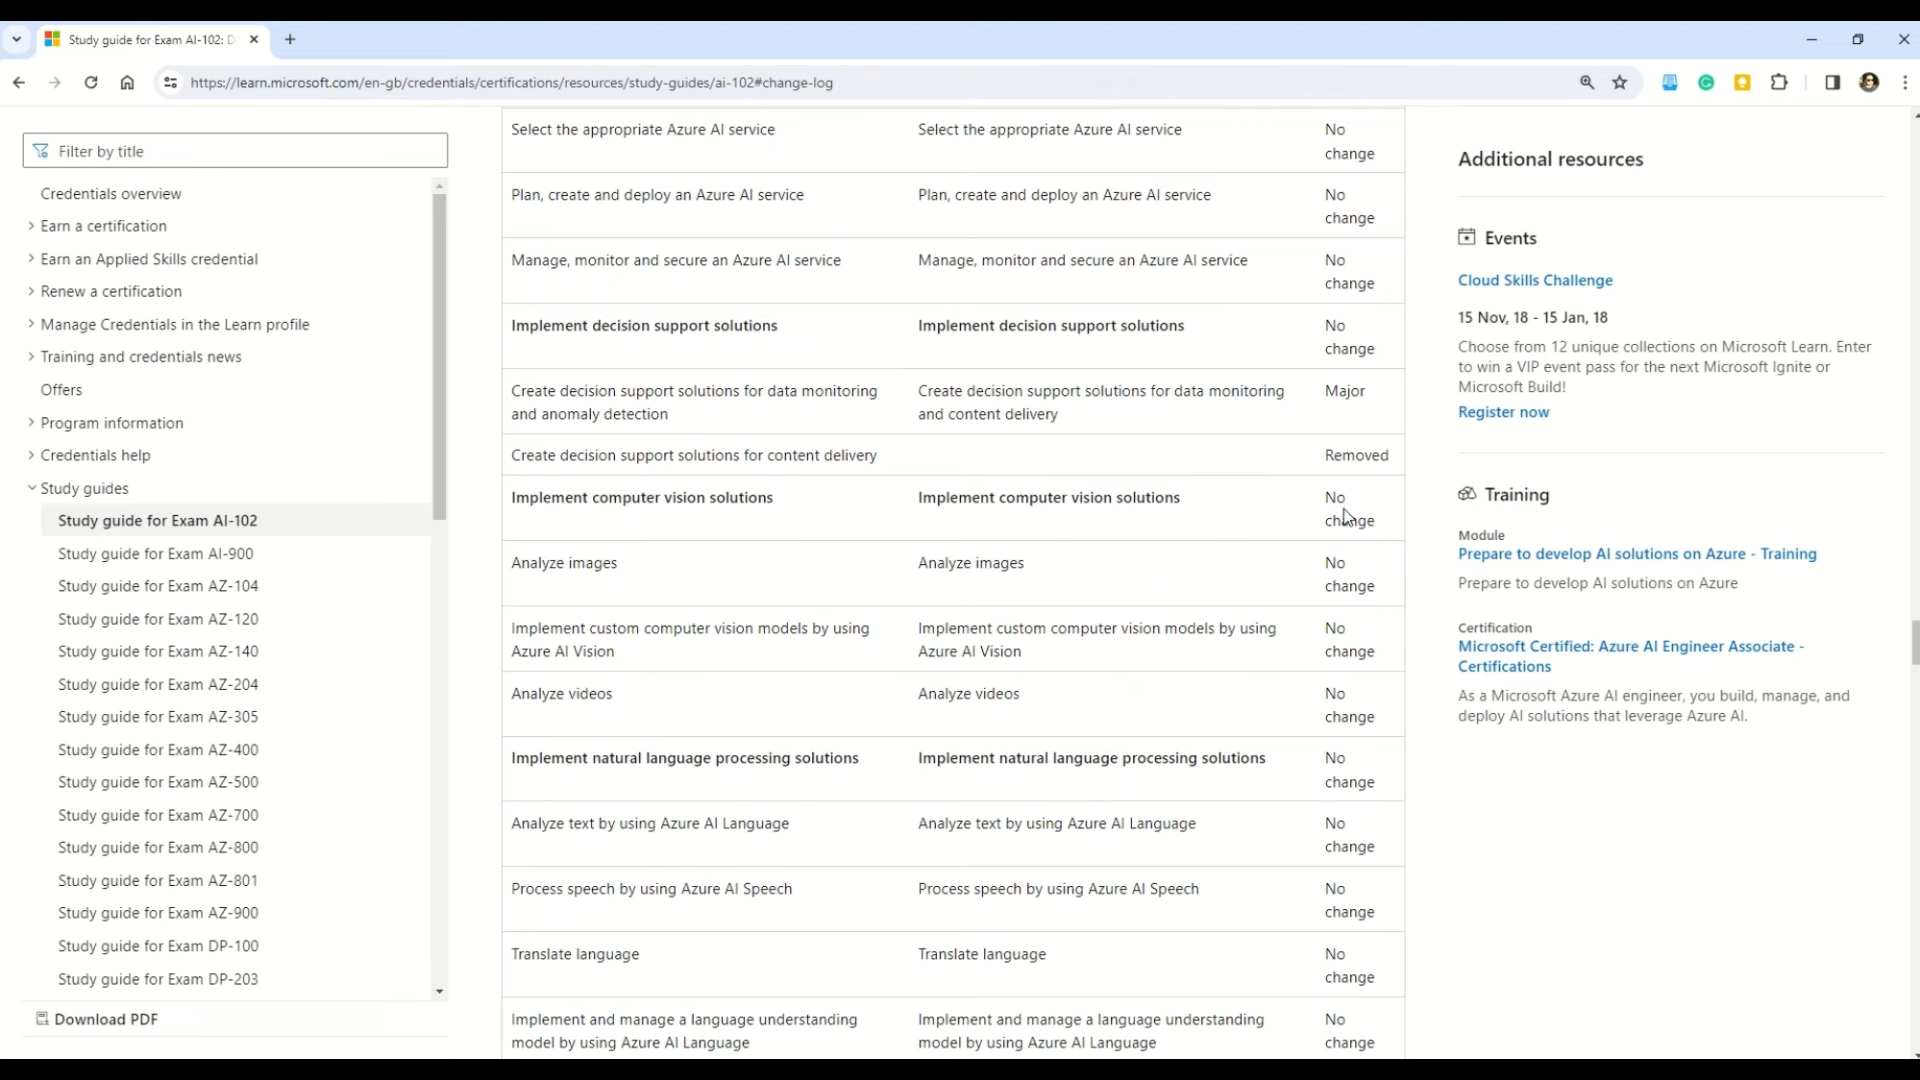 Study guide for Exam AI-102: D
https://learn.microsoft.com/en-gb/credentials/certifications/resources/study-guides/ai-102#change-log
Filter by title
Credentials overview
Earn a certification
Earn an Applied Skills credential
Renew a certification
Manage Credentials in the Learn profile
Training and credentials news
Offers
Program information
Credentials help
Study guides
Study guide for Exam AI-102
Study guide for Exam AI-900
Study guide for Exam AZ-104
Study guide for Exam AZ-120
Study guide for Exam AZ-140
Study guide for Exam AZ-204
Study guide for Exam AZ-305
Study guide for Exam AZ-400
Study guide for Exam AZ-500
Study guide for Exam AZ-700
Study guide for Exam AZ-800
Study guide for Exam AZ-801
Study guide for Exam AZ-900
Study guide for Exam DP-100
Study guide for Exam DP-203
Download PDF
Select the appropriate Azure AI service Select the appropriate Azure AI service No
change
Plan, create and deploy an Azure AI service Plan, create and deploy an Azure AI service No
change
Manage, monitor and secure an Azure AI service Manage, monitor and secure an Azure AI service No
change
Implement decision support solutions Implement decision support solutions No
change
Create decision support solutions for data monitoring Create decision support solutions for data monitoring Major
and anomaly detection and content delivery
Create decision support solutions for content delivery Removed
Implement computer vision solutions Implement computer vision solutions No
change
Analyze images Analyze images No
change
Implement custom computer vision models by using Implement custom computer vision models by using No
Azure AI Vision Azure AI Vision change
Analyze videos Analyze videos No
change
Implement natural language processing solutions Implement natural language processing solutions No
change
Analyze text by using Azure AI Language Analyze text by using Azure AI Language No
change
Process speech by using Azure AI Speech Process speech by using Azure AI Speech No
change
Translate language Translate language No
change
Implement and manage a language understanding Implement and manage a language understanding No
model by using Azure AI Language model by using Azure AI Language change
Additional resources
Events
Cloud Skills Challenge
15 Nov, 18 - 15 Jan, 18
Choose from 12 unique collections on Microsoft Learn. Enter
to win a VIP event pass for the next Microsoft Ignite or
Microsoft Build!
Register now
Training
Module
Prepare to develop AI solutions on Azure - Training
Prepare to develop AI solutions on Azure
Certification
Microsoft Certified: Azure AI Engineer Associate -
Certifications
As a Microsoft Azure AI engineer, you build, manage, and
deploy AI solutions that leverage Azure AI.